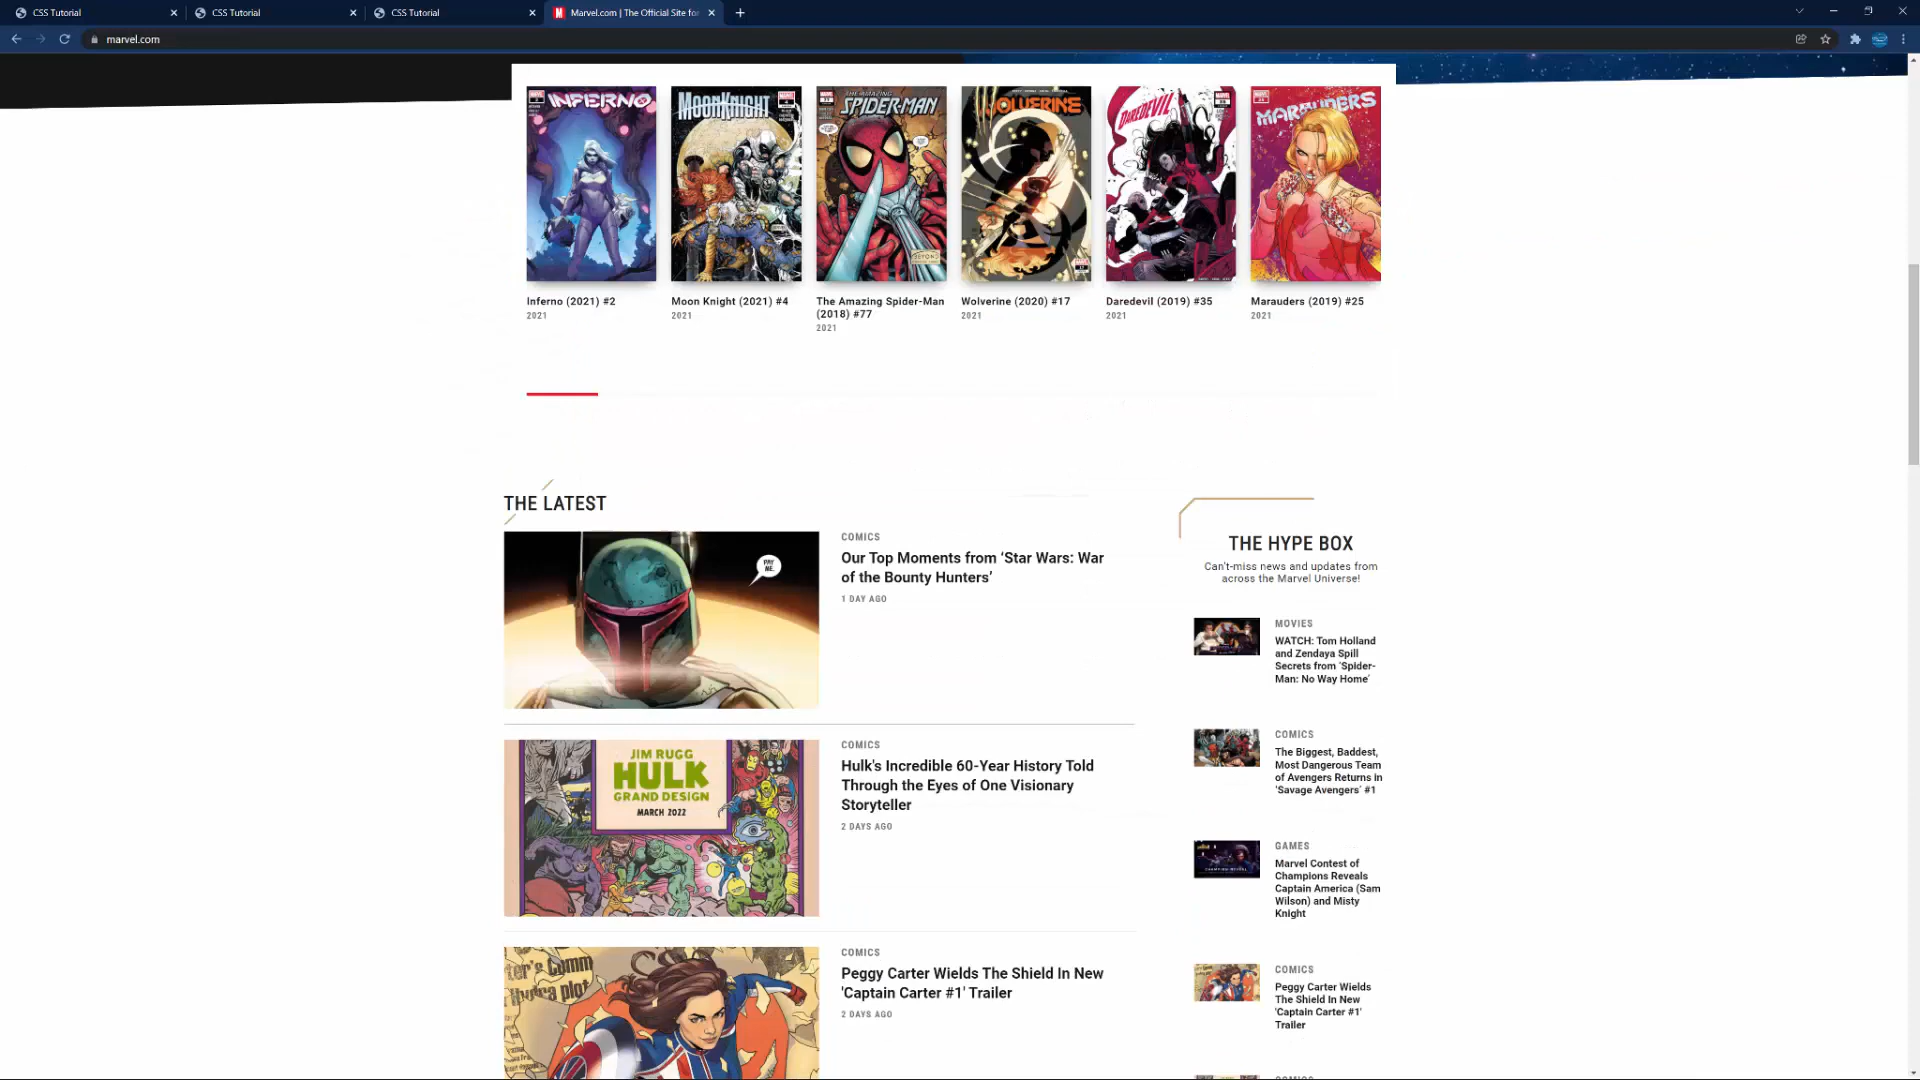 CSS Tutorial
CSS Tutorial
CSS Tutorial
Marvel.com | The Official Site for
marvel.com
INFERNO
MOON KNIGHT
THE AMAZING
SPIDER-MAN
WOLVERINE
DAREDEVIL
MARAUDERS
BEYOND
Inferno (2021) #2
2021
Moon Knight (2021) #4
2021
The Amazing Spider-Man
(2018) #77
2021
Wolverine (2020) #17
2021
Daredevil (2019) #35
2021
Marauders (2019) #25
2021
THE LATEST
PAY
ME.
COMICS
Our Top Moments from ‘Star Wars: War
of the Bounty Hunters’
1 DAY AGO
JIM RUGG
HULK
GRAND DESIGN
MARCH 2022
COMICS
Hulk's Incredible 60-Year History Told
Through the Eyes of One Visionary
Storyteller
2 DAYS AGO
COMICS
Peggy Carter Wields The Shield In New
'Captain Carter #1' Trailer
2 DAYS AGO
THE HYPE BOX
Can't-miss news and updates from
across the Marvel Universe!
MOVIES
WATCH: Tom Holland
and Zendaya Spill
Secrets from ‘Spider-
Man: No Way Home’
COMICS
The Biggest, Baddest,
Most Dangerous Team
of Avengers Returns in
'Savage Avengers' #1
GAMES
Marvel Contest of
Champions Reveals
Captain America (Sam
Wilson) and Misty
Knight
COMICS
Peggy Carter Wields
The Shield In New
'Captain Carter #1'
Trailer